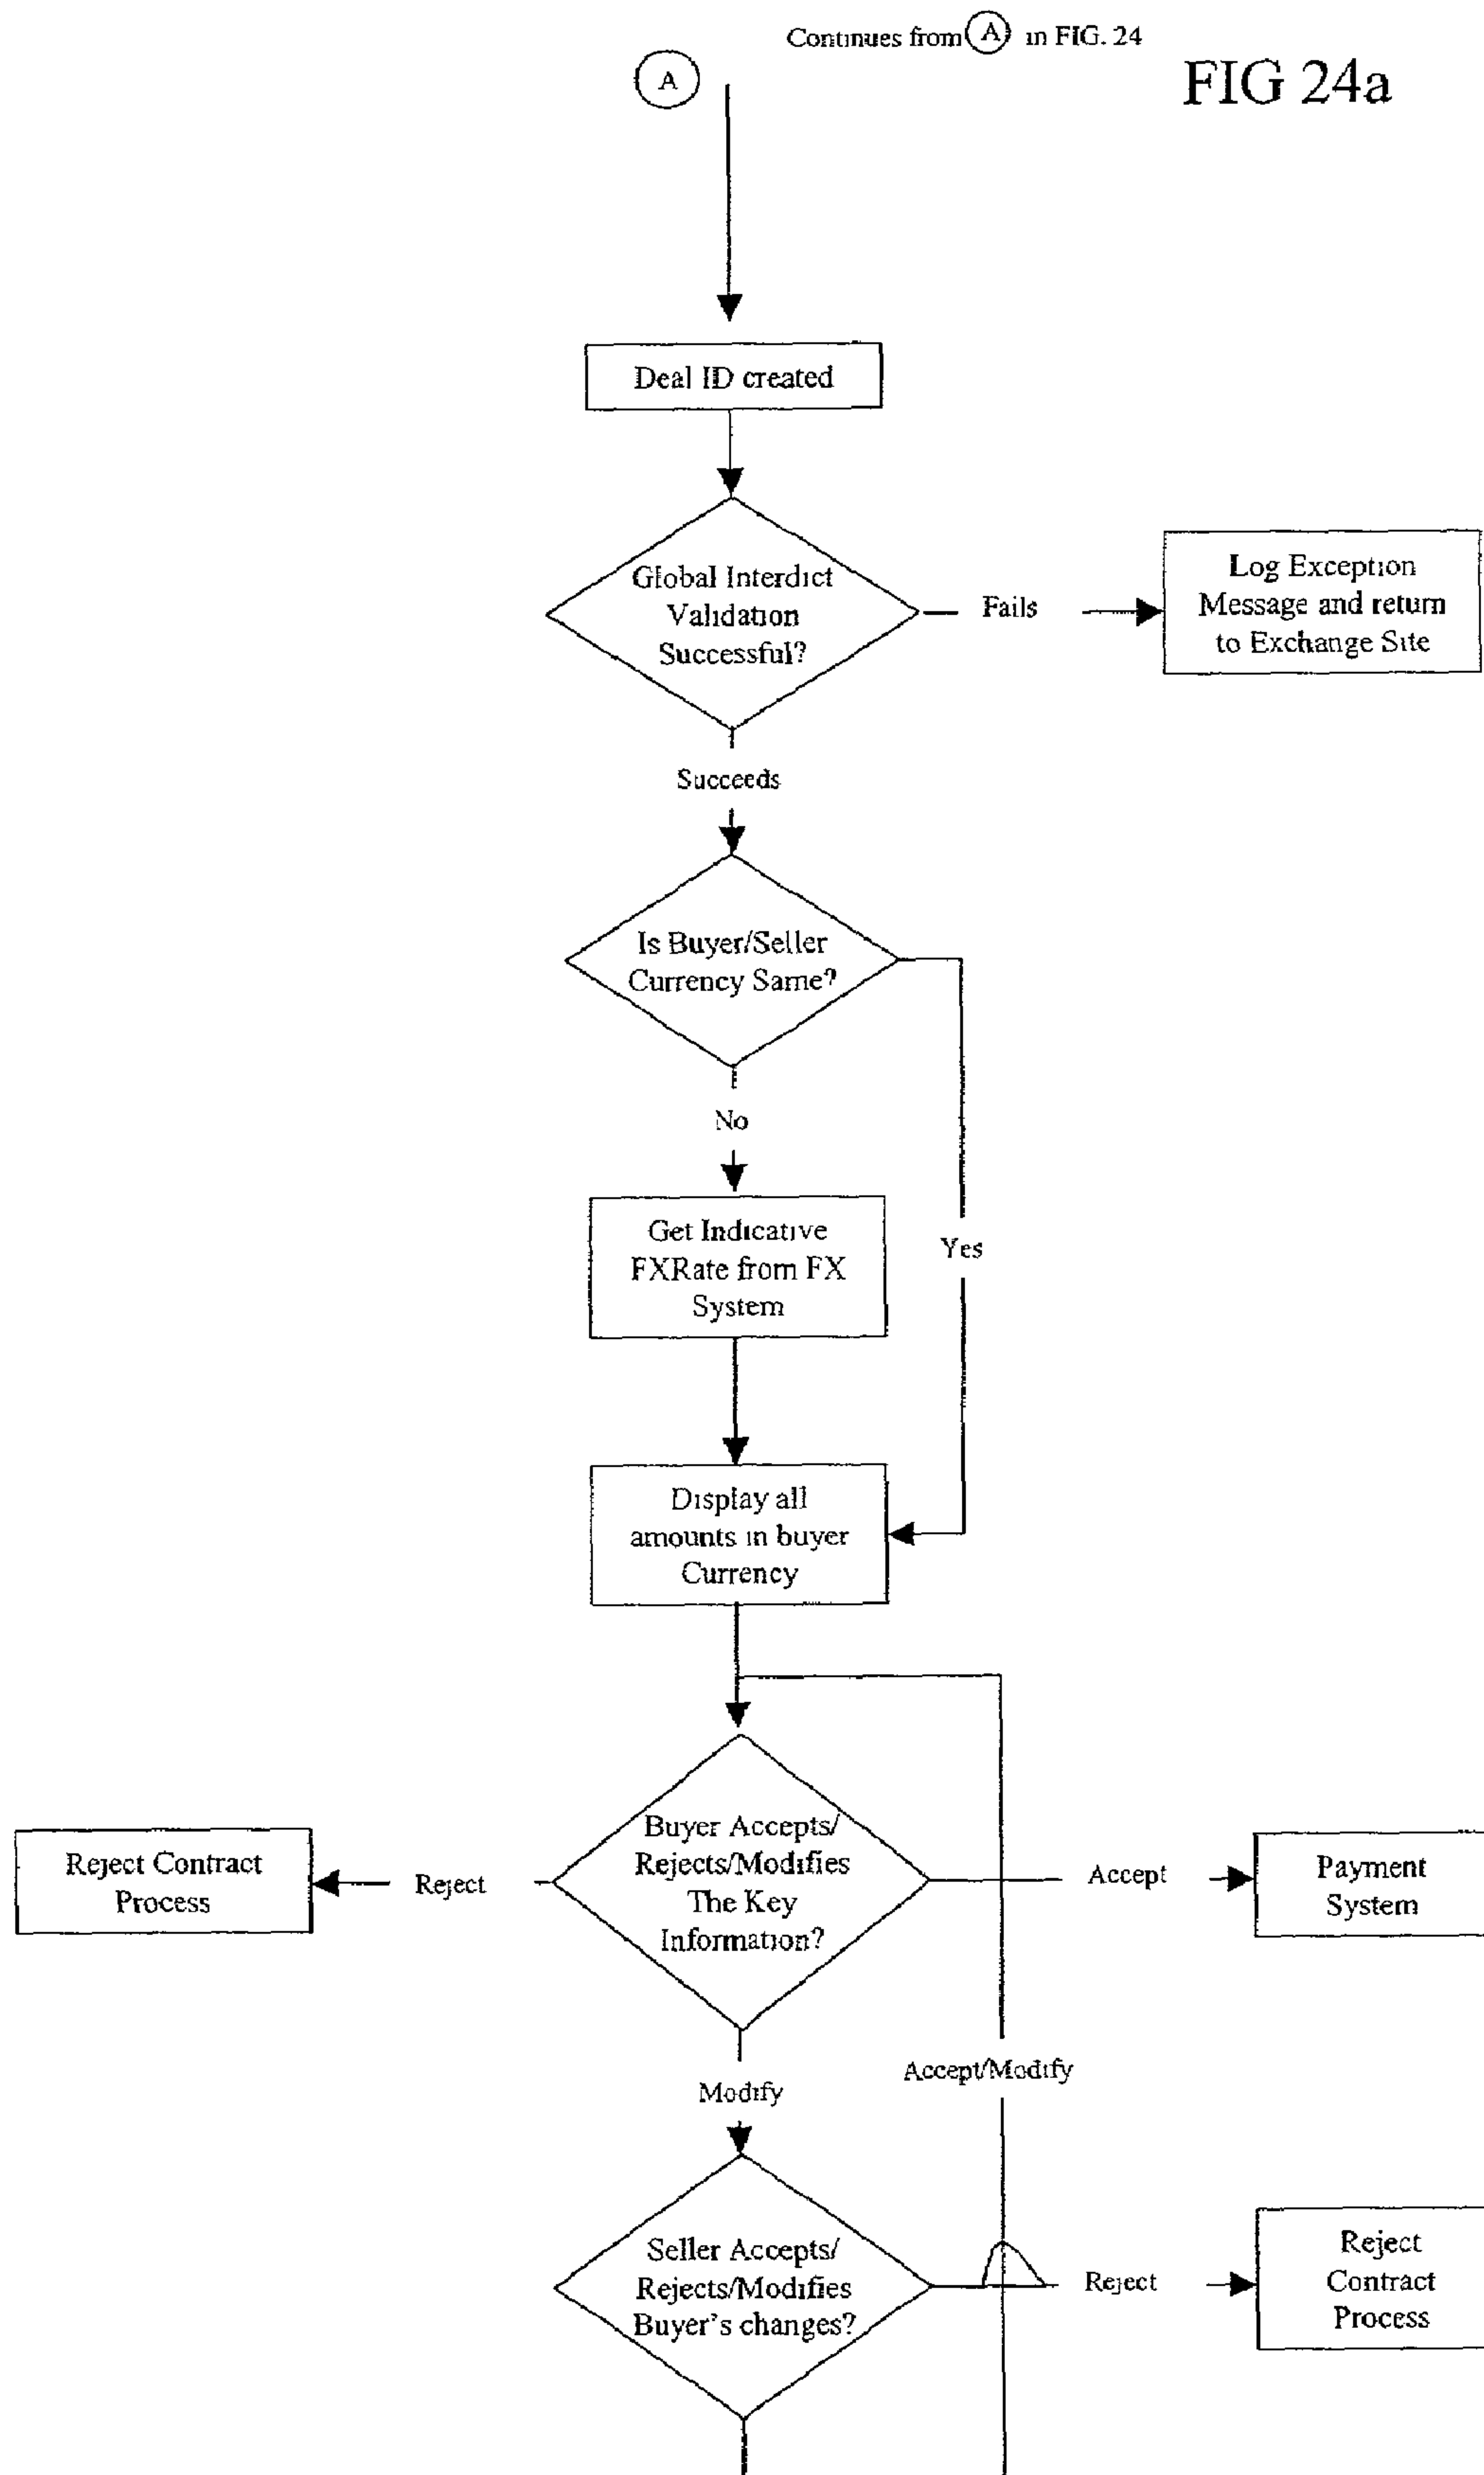 Continues from A in FIG. 24
A
FIG 24a
Deal ID created
Global Interdict
Validation
Successful?
Fails
Log Exception
Message and return
to Exchange Site
Succeeds
Is Buyer/Seller
Currency Same?
No
Get Indicative
FXRate from FX
System
Yes
Display all
amounts in buyer
Currency
Buyer Accepts/
Rejects/Modifies
The Key
Information?
Reject Contract
Process
Reject
Accept
Payment
System
Accept/Modify
Modify
Seller Accepts/
Rejects/Modifies
Buyer's changes?
Reject
Reject
Contract
Process